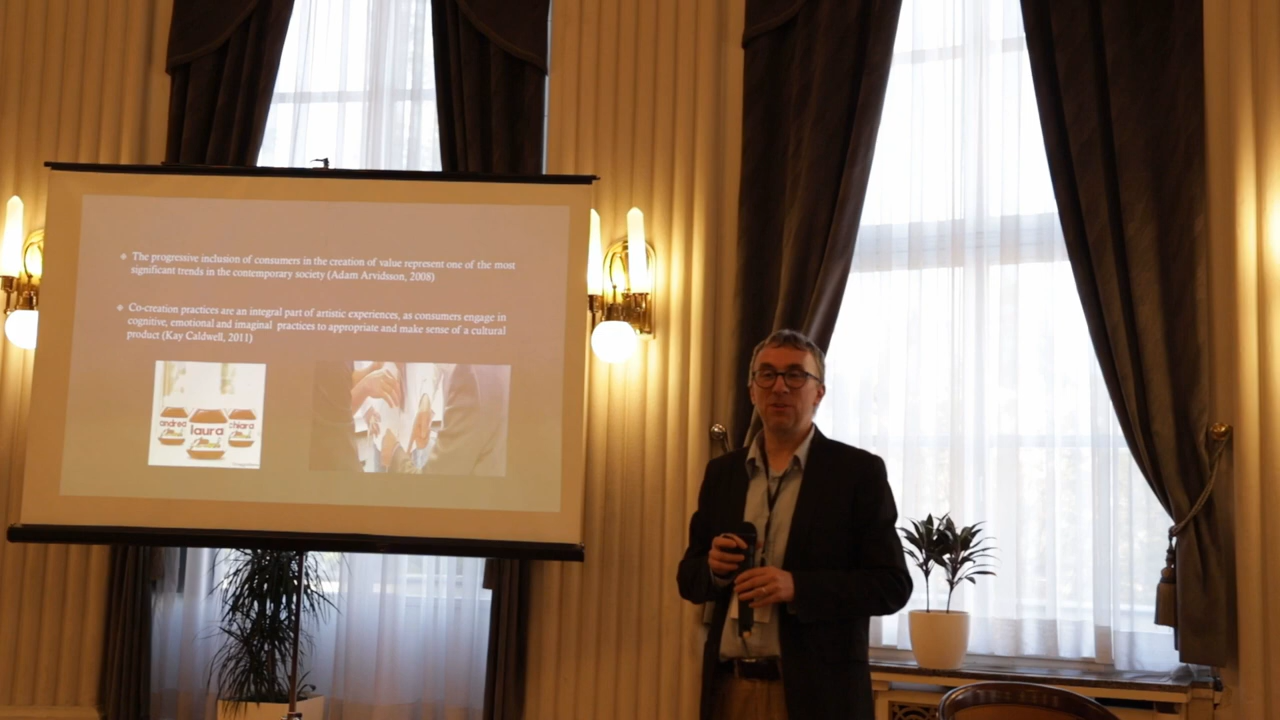 The progressive inclusion of consumers in the creation of value represent one of the most
significant trends in the contemporary society (Adam Arvidsson, 2008)
Co-creation practices are an integral part of artistic experiences, as consumers engage in
cognitive, emotional and imaginal practices to appropriate and make sense of a cultural
product (Kay Caldwell, 2011)
andrea
laura
chiara